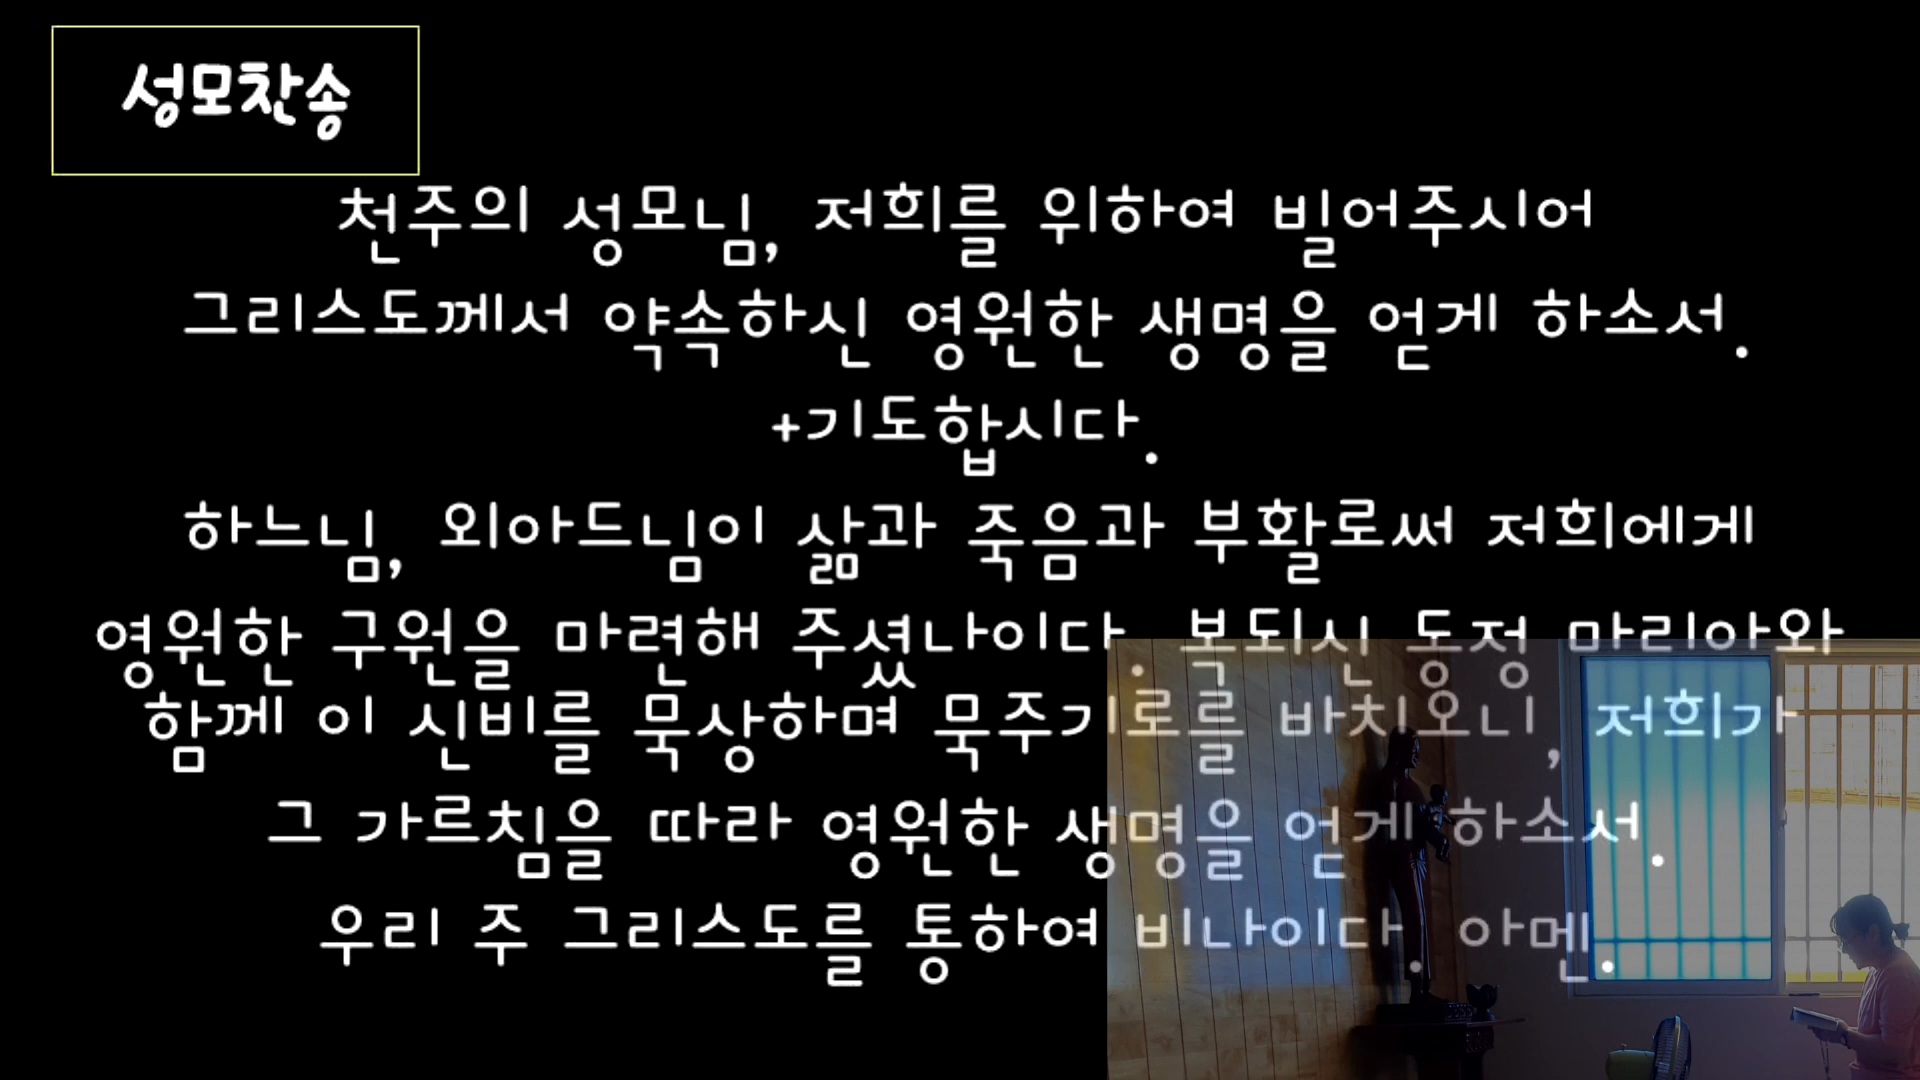 성모찬송
천주의 성모님, 저희를 위하여 빌어주시어
그리스도께서 약속하신 영원한 생명을 얻게 하소서.
+기도합시다.
하느님, 외아드님이 삶과 죽음과 부활로써 저희에게
영원한 구원을 마련해 주셨나이다. 복되신 동정 마리아와
함께 이 신비를 묵상하며 묵주기로를 바치오니, 저희가
그 가르침을 따라 영원한 생명을 얻게 하소서.
우리 주 그리스도를 통하여 비나이다. 아멘.